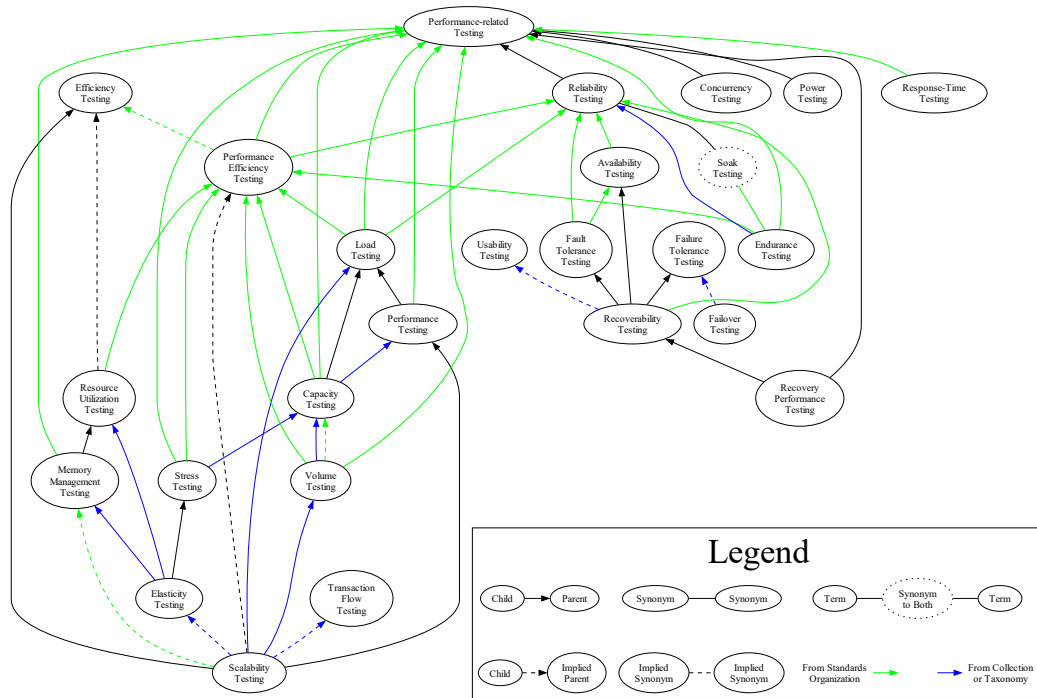 Performance-related
Testing
Efficiency
Testing
Reliability
Testing
Concurrency
Testing
Power
Testing
Response-Time
Testing
Performance
Efficiency
Testing
Availability
Testing
Soak
Testing
Load
Testing
Usability
Testing
Fault
Tolerance
Testing
Failure
Tolerance
Testing
Endurance
Testing
Performance
Testing
Recoverability
Testing
Failover
Testing
Resource
Utilization
Testing
Capacity
Testing
Recovery
Performance
Testing
Memory
Management
Testing
Stress
Testing
Volume
Testing
Elasticity
Testing
Transaction
Flow
Testing
Scalability
Testing
Legend
Child
Parent
Synonym
Synonym
Term
Synonym
to Both
Term
Child
Implied
Parent
Implied
Synonym
Implied
Synonym
From Standards
Organization
From Collection
or Taxonomy